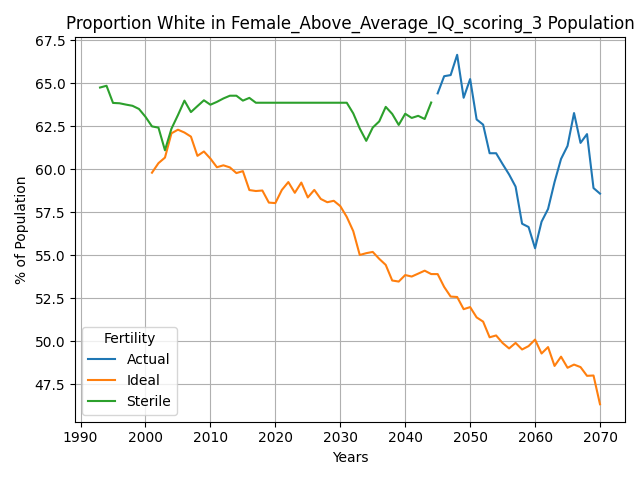 Proportion White in Female_Above_Average_IQ_scoring_3 Population
% of Population
67.5
65.0
62.5
60.0
57.5
55.0
52.5
50.0
47.5
Fertility
Actual
Ideal
Sterile
1990
2000
2010
2020
2030
2040
2050
2060
2070
Years